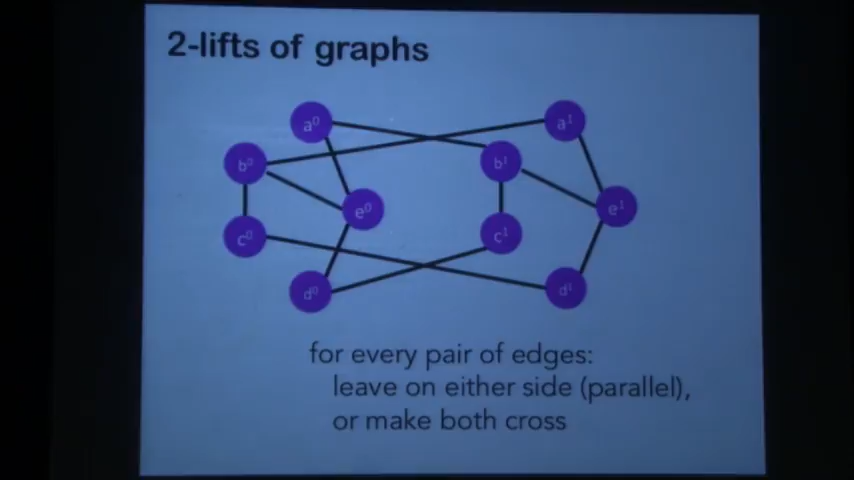 2-lifts of graphs
a⁰
a¹
b⁰
b¹
e⁰
e¹
c⁰
c¹
d⁰
d¹
for every pair of edges:
leave on either side (parallel),
or make both cross